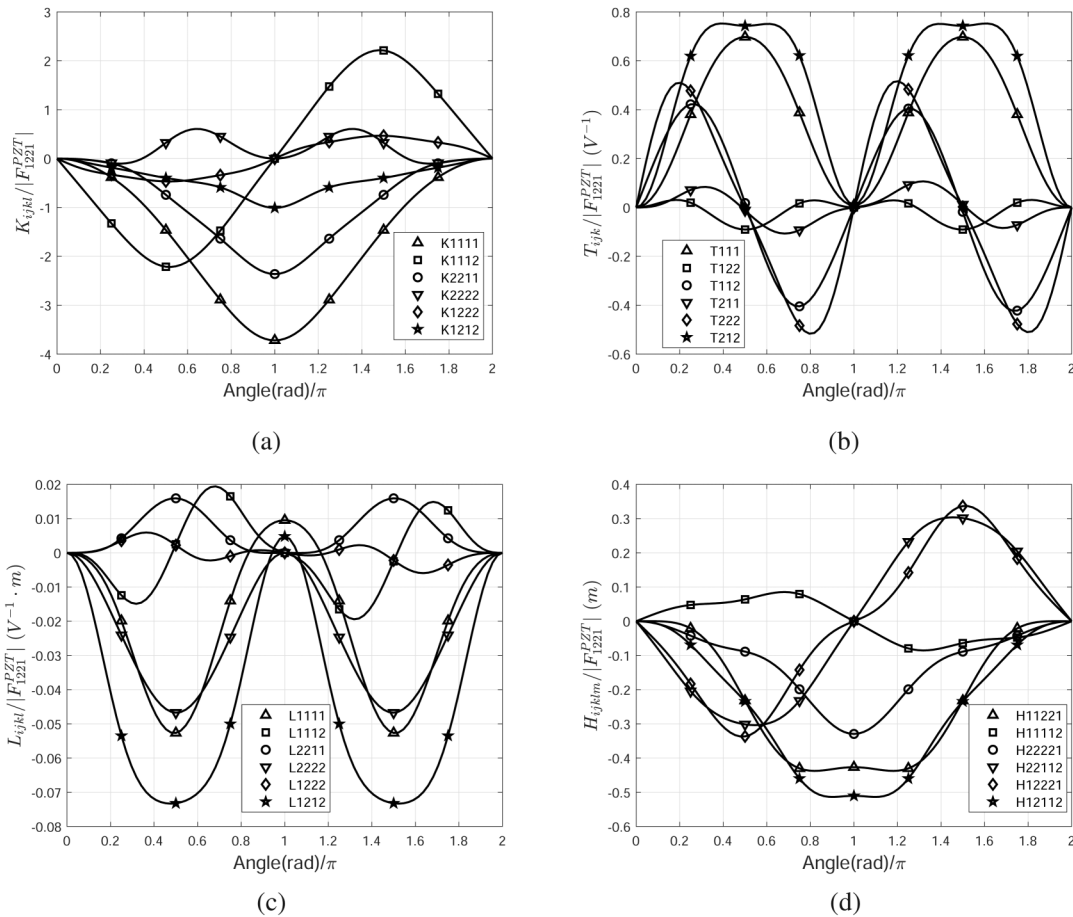 3
2
1
0
-1
-2
-3
-4
K_{ijkl}/|F^{PZT}_{1221}|
K1111
K1112
K2211
K2222
K1222
K1212
0 0.2 0.4 0.6 0.8 1 1.2 1.4 1.6 1.8 2
Angle(rad)/π
(a)
0.8
0.6
0.4
0.2
0
-0.2
-0.4
-0.6
T_{ijk}/|F^{PZT}_{1221}| (V^{-1})
T111
T122
T112
T211
T222
T212
0 0.2 0.4 0.6 0.8 1 1.2 1.4 1.6 1.8 2
Angle(rad)/π
(b)
0.02
0.01
0
-0.01
-0.02
-0.03
-0.04
-0.05
-0.06
-0.07
-0.08
L_{ijkl}/|F^{PZT}_{1221}| (V^{-1} · m)
L1111
L1112
L2211
L2222
L1222
L1212
0 0.2 0.4 0.6 0.8 1 1.2 1.4 1.6 1.8 2
Angle(rad)/π
(c)
0.4
0.3
0.2
0.1
0
-0.1
-0.2
-0.3
-0.4
-0.5
-0.6
H_{ijklm}/|F^{PZT}_{1221}| (m)
H11221
H11112
H22221
H22112
H12221
H12112
0 0.2 0.4 0.6 0.8 1 1.2 1.4 1.6 1.8 2
Angle(rad)/π
(d)